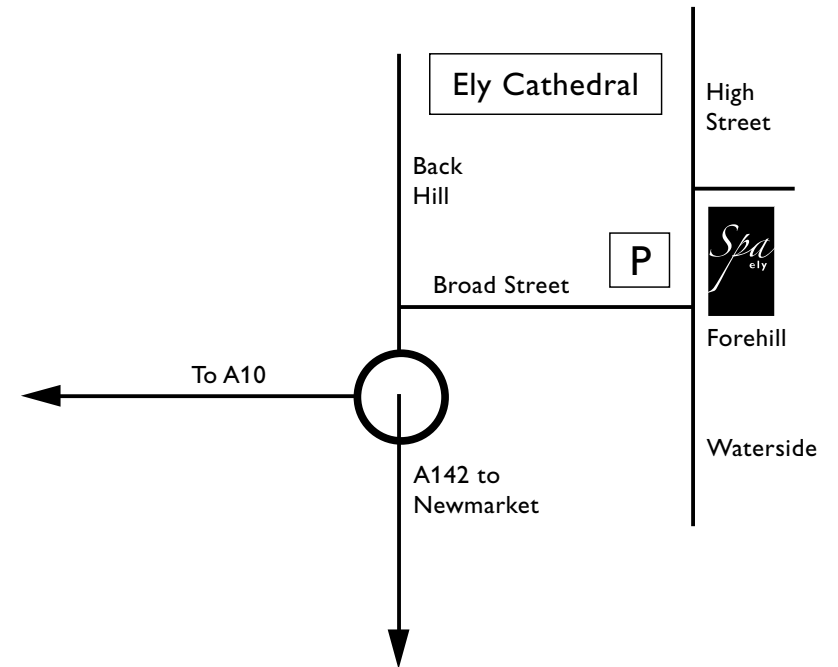 Ely Cathedral
High
Street
Back
Hill
Spa
ely
P
Broad Street
Forehill
To A10
Waterside
A142 to
Newmarket